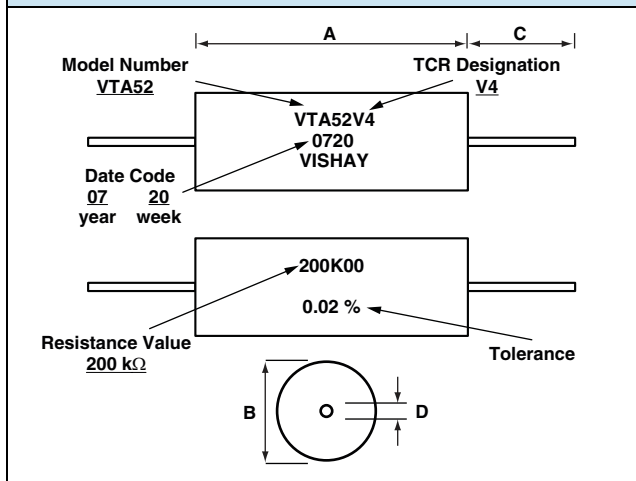 A
C
Model Number
VTA52
TCR Designation
V4
VTA52V4
0720
VISHAY
Date Code
07 20
year week
200K00
0.02 %
Resistance Value
200 kΩ
Tolerance
B
D